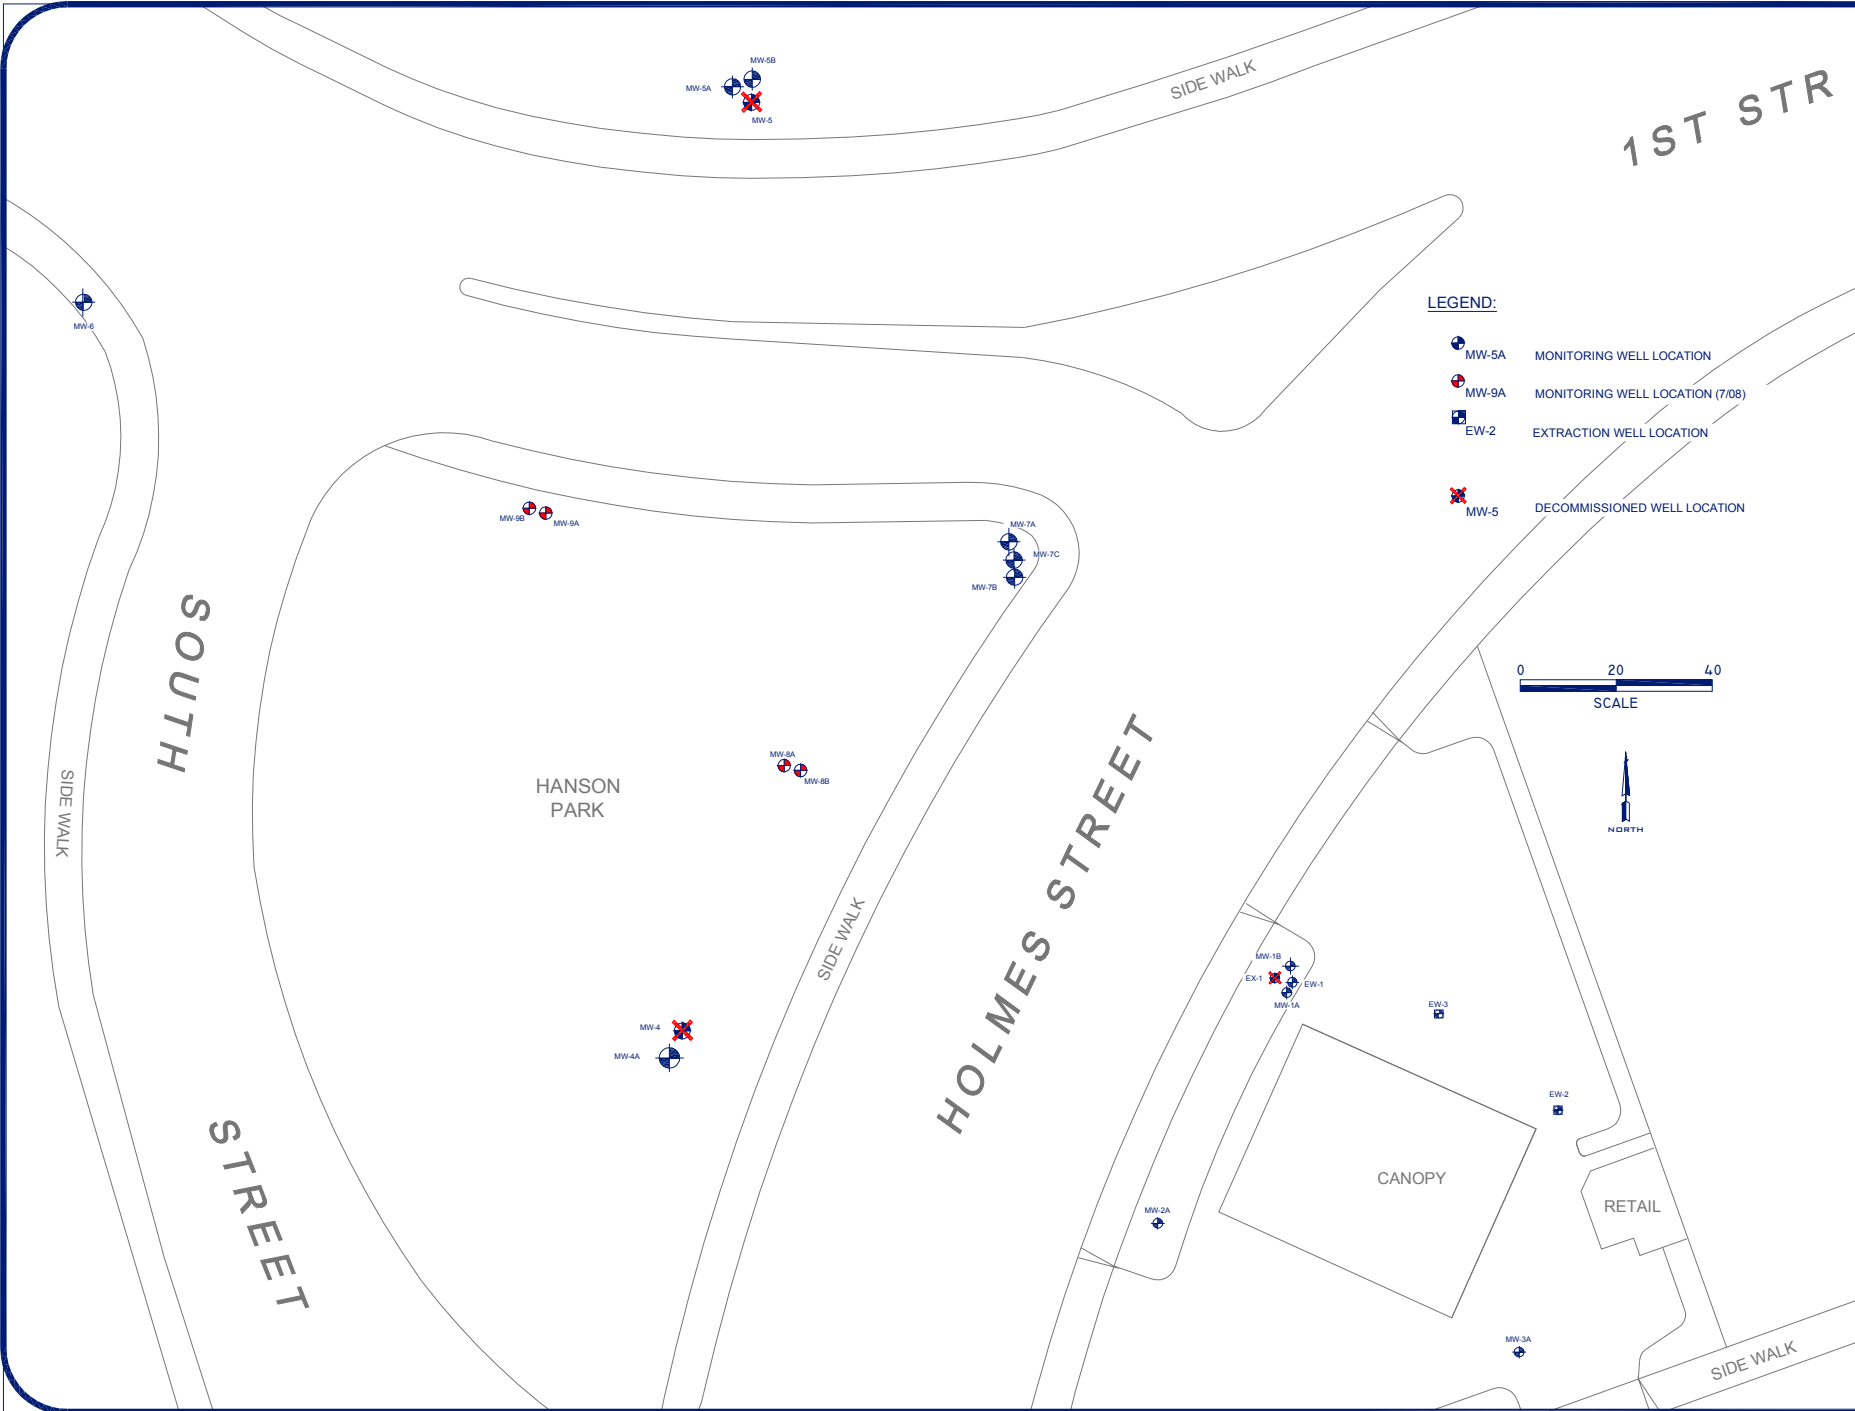 MW-5B
MW-5A
MW-5
SIDE WALK
1ST STR
MW-6
LEGEND:
MW-5A MONITORING WELL LOCATION
MW-9A MONITORING WELL LOCATION (7/08)
EW-2 EXTRACTION WELL LOCATION
MW-5 DECOMMISSIONED WELL LOCATION
MW-9B
MW-9A
MW-7A
MW-7C
MW-7B
SOUTH
0 20 40
SCALE
NORTH
MW-8A
MW-8B
HANSON
PARK
SIDE WALK
SIDE WALK
HOLMES STREET
MW-1B
EX-1
EW-1
MW-1A
EW-3
MW-4
MW-4A
EW-2
STREET
CANOPY
RETAIL
MW-2A
MW-3A
SIDE WALK